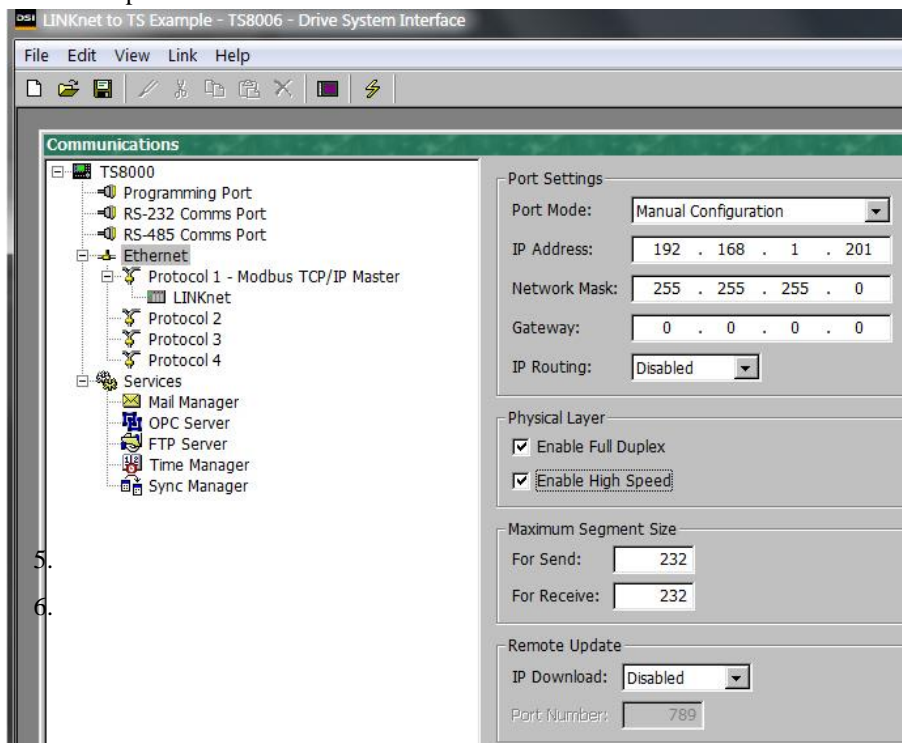 DSI LINKnet to TS Example - TS8006 - Drive System Interface
File Edit View Link Help
Communications
TS8000
Programming Port
RS-232 Comms Port
RS-485 Comms Port
Ethernet
Protocol 1 - Modbus TCP/IP Master
LINKnet
Protocol 2
Protocol 3
Protocol 4
Services
Mail Manager
OPC Server
FTP Server
Time Manager
Sync Manager
5.
6.
Port Settings
Port Mode: Manual Configuration
IP Address: 192 . 168 . 1 . 201
Network Mask: 255 . 255 . 255 . 0
Gateway: 0 . 0 . 0 . 0
IP Routing: Disabled
Physical Layer
Enable Full Duplex
Enable High Speed
Maximum Segment Size
For Send: 232
For Receive: 232
Remote Update
IP Download: Disabled
Port Number: 789